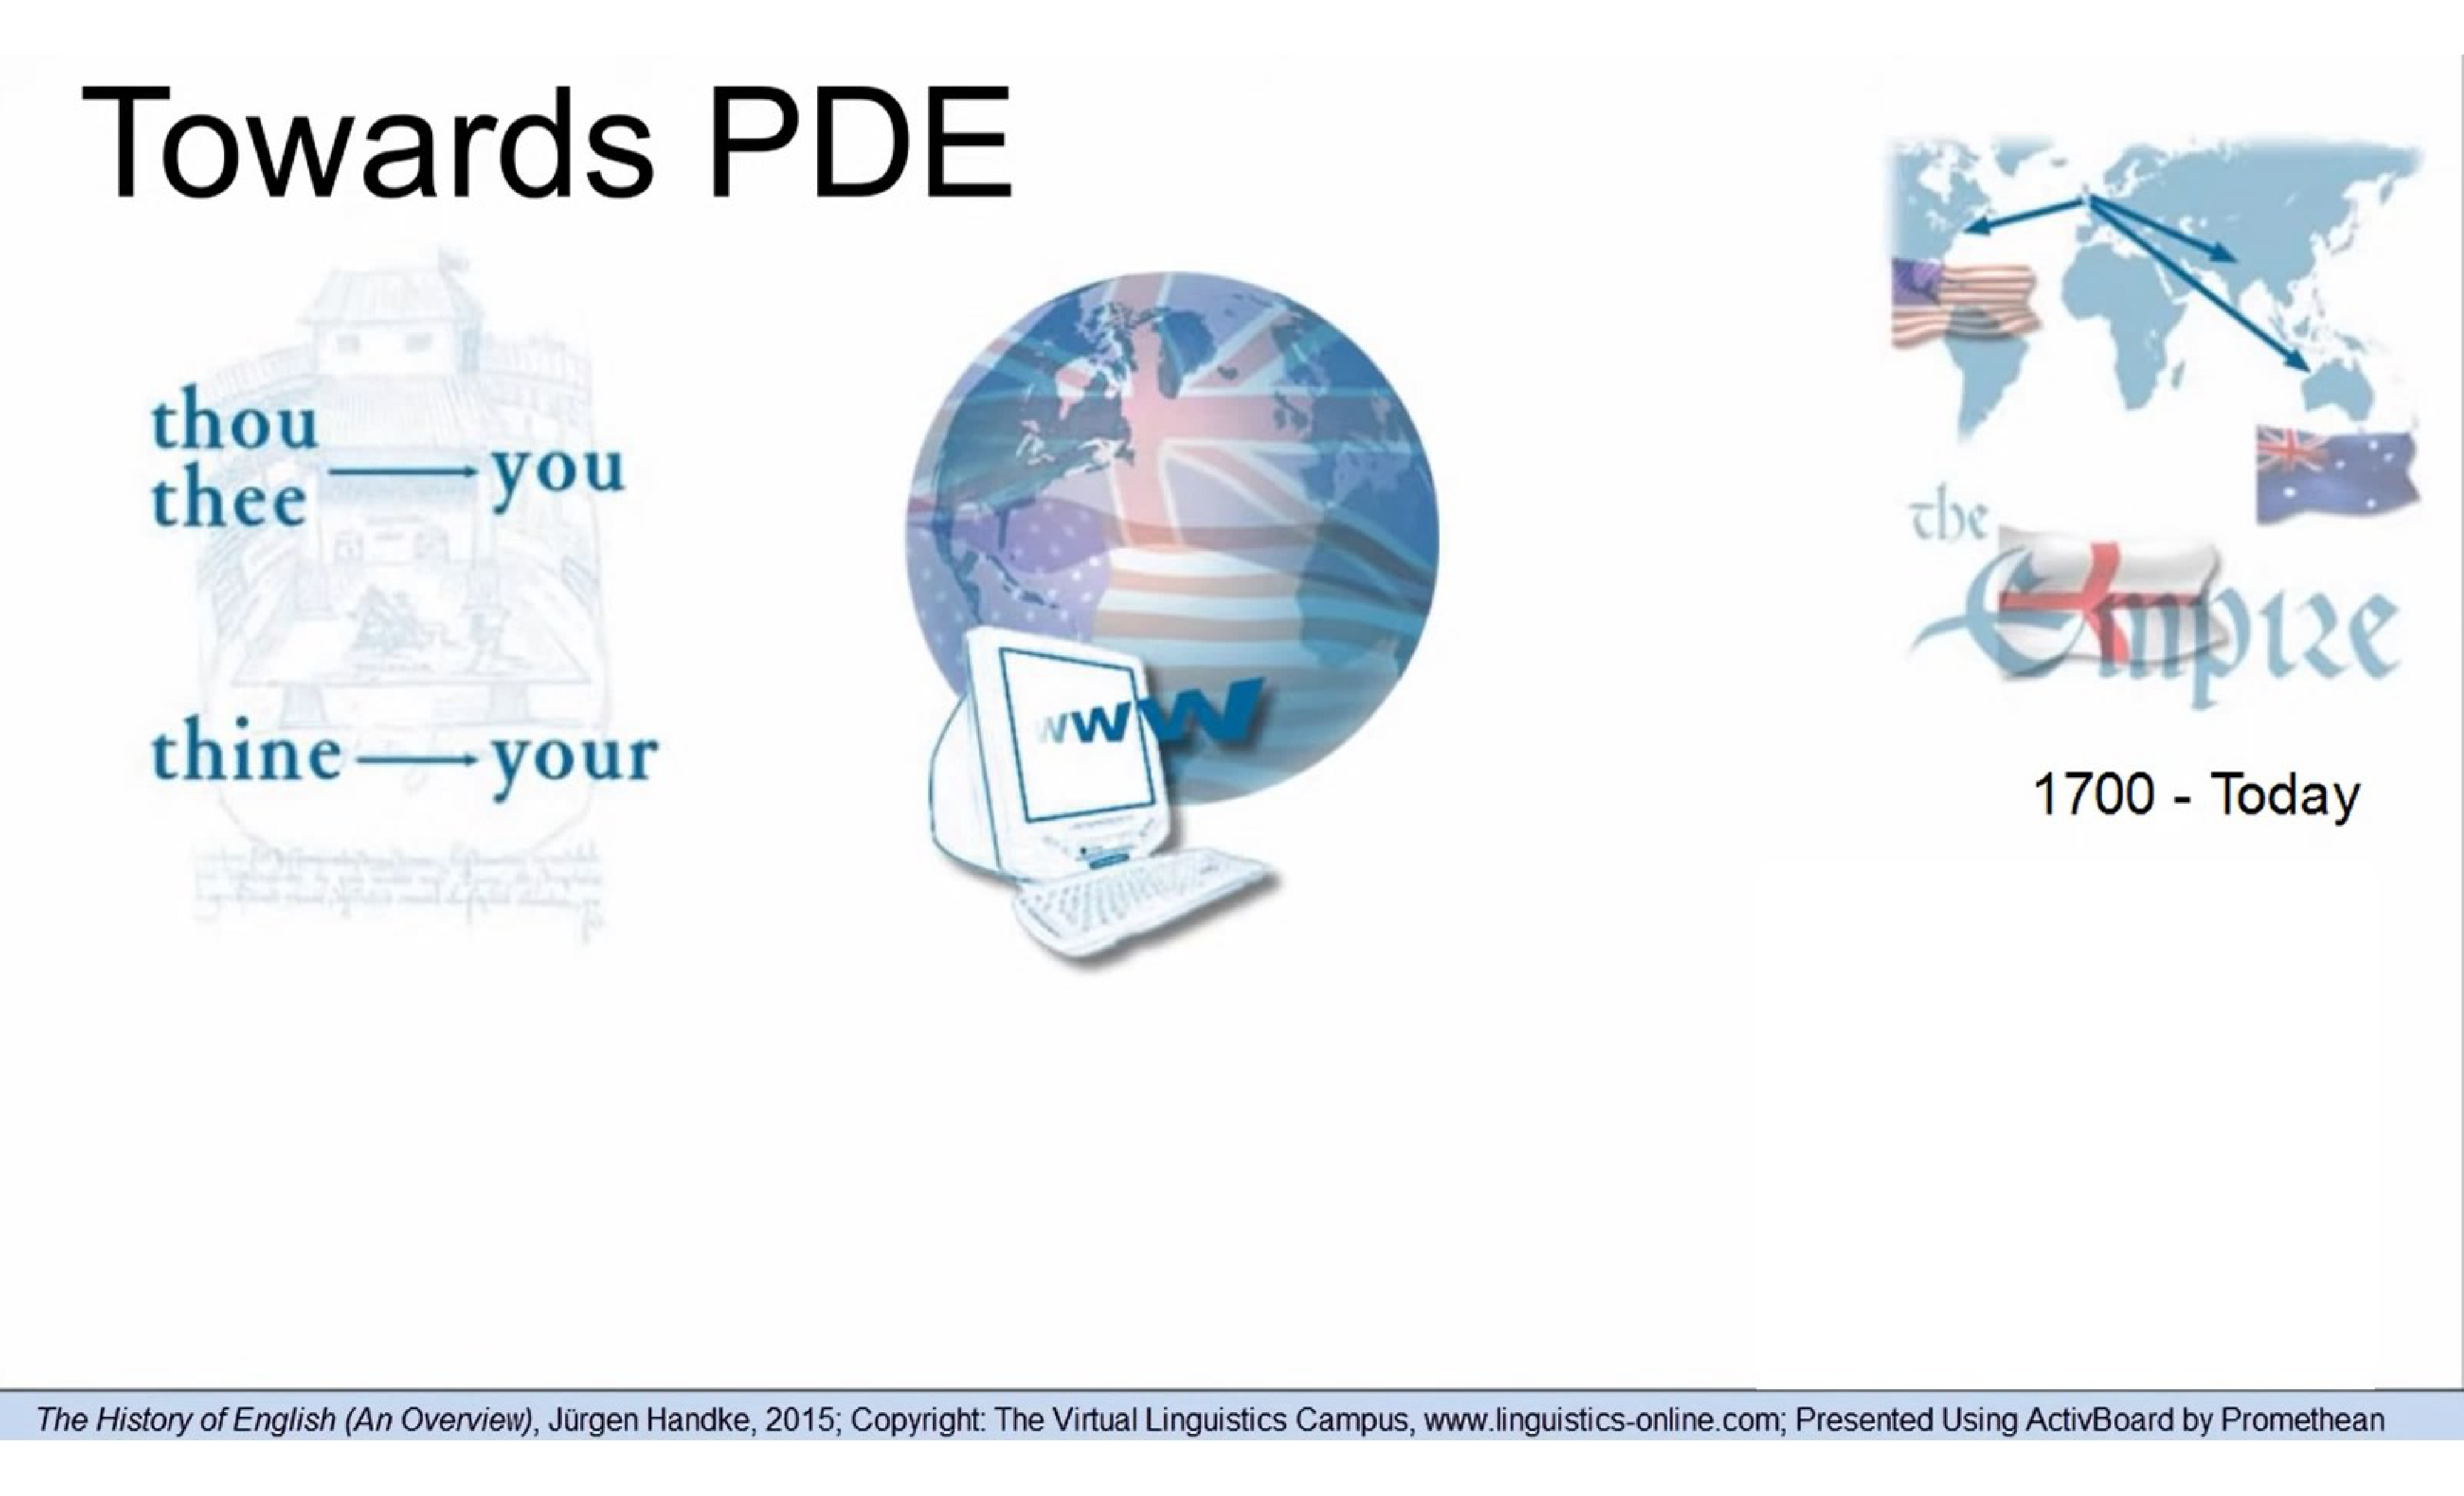 Towards PDE
thou
thee
you
thine
your
www
the
Empire
1700 - Today
The History of English (An Overview), Jürgen Handke, 2015; Copyright: The Virtual Linguistics Campus, www.linguistics-online.com; Presented Using ActivBoard by Promethean